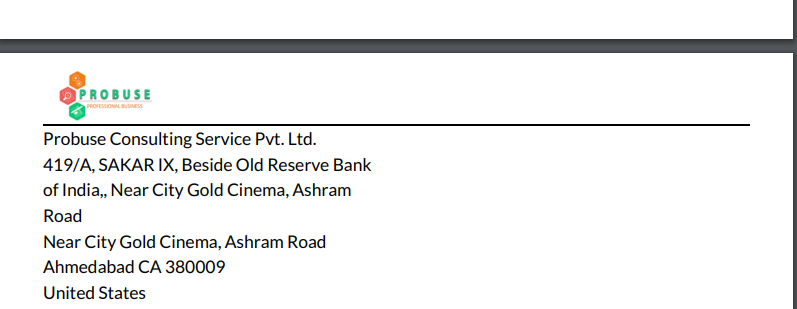 PROBUSE
PROFESSIONAL BUSINESS
Probuse Consulting Service Pvt. Ltd.
419/A, SAKAR IX, Beside Old Reserve Bank
of India,, Near City Gold Cinema, Ashram
Road
Near City Gold Cinema, Ashram Road
Ahmedabad CA 380009
United States